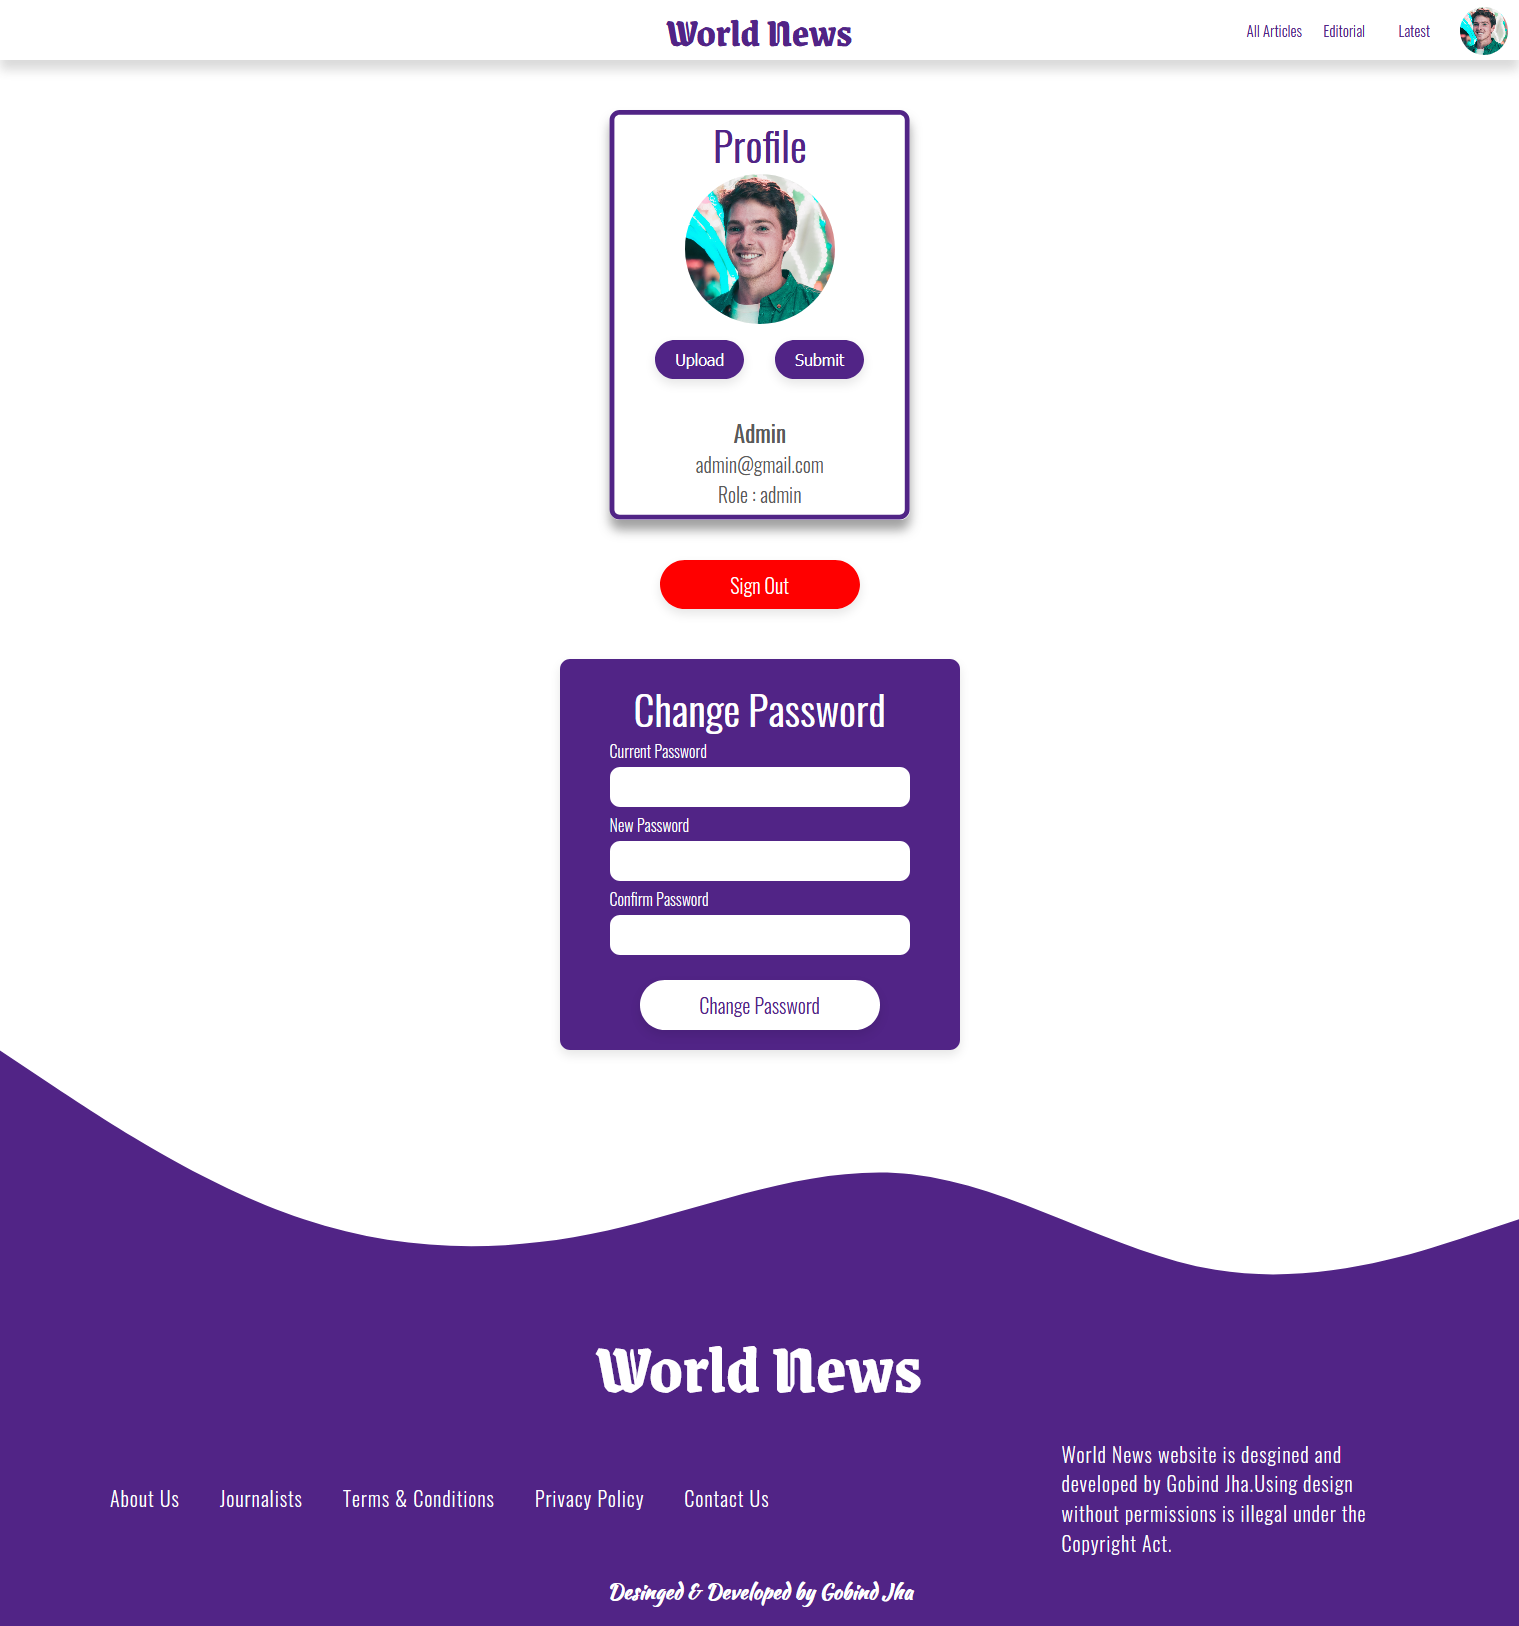 World News
All Articles
Editorial
Latest
Profile
Upload
Submit
Admin
admin@gmail.com
Role : admin
Sign Out
Change Password
Current Password
New Password
Confirm Password
Change Password
World News
About Us
Journalists
Terms & Conditions
Privacy Policy
Contact Us
World News website is desgined and
developed by Gobind Jha.Using design
without permissions is illegal under the
Copyright Act.
Desinged & Developed by Gobind Jha